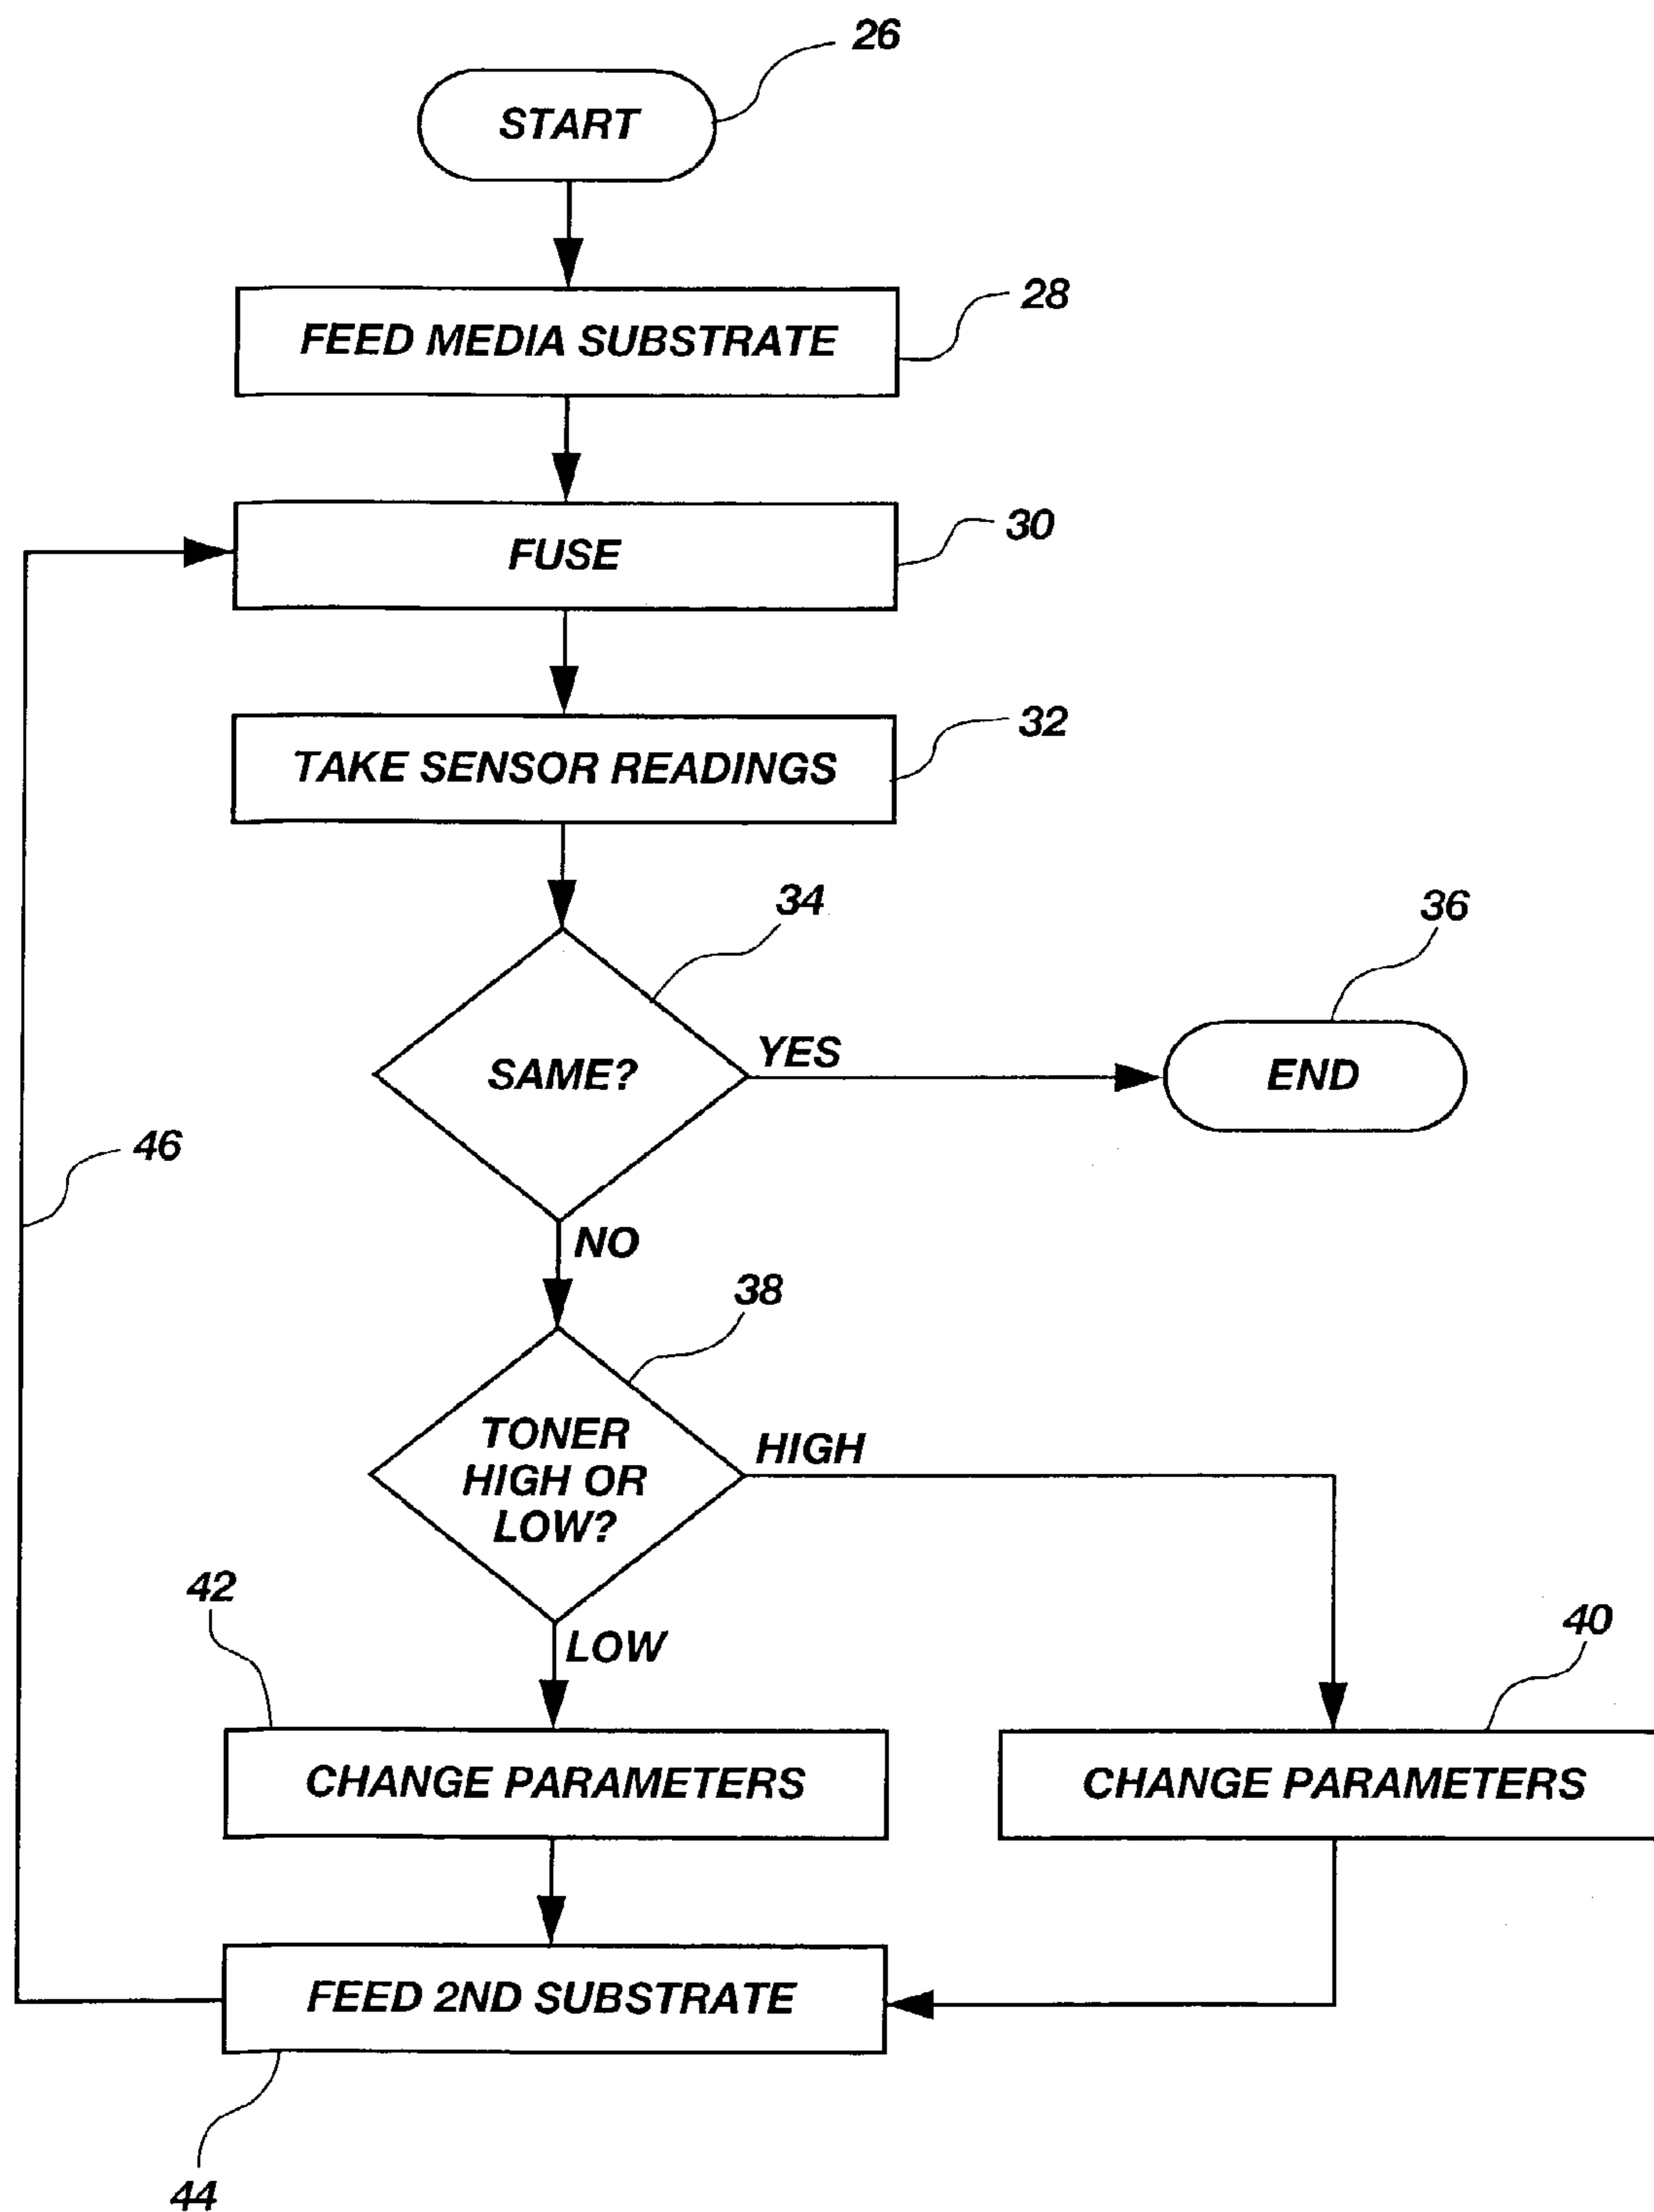 26
START
28
FEED MEDIA SUBSTRATE
30
FUSE
32
TAKE SENSOR READINGS
34
36
SAME?
YES
END
46
NO
38
TONER
HIGH OR
LOW?
HIGH
42
LOW
40
CHANGE PARAMETERS
CHANGE PARAMETERS
FEED 2ND SUBSTRATE
44